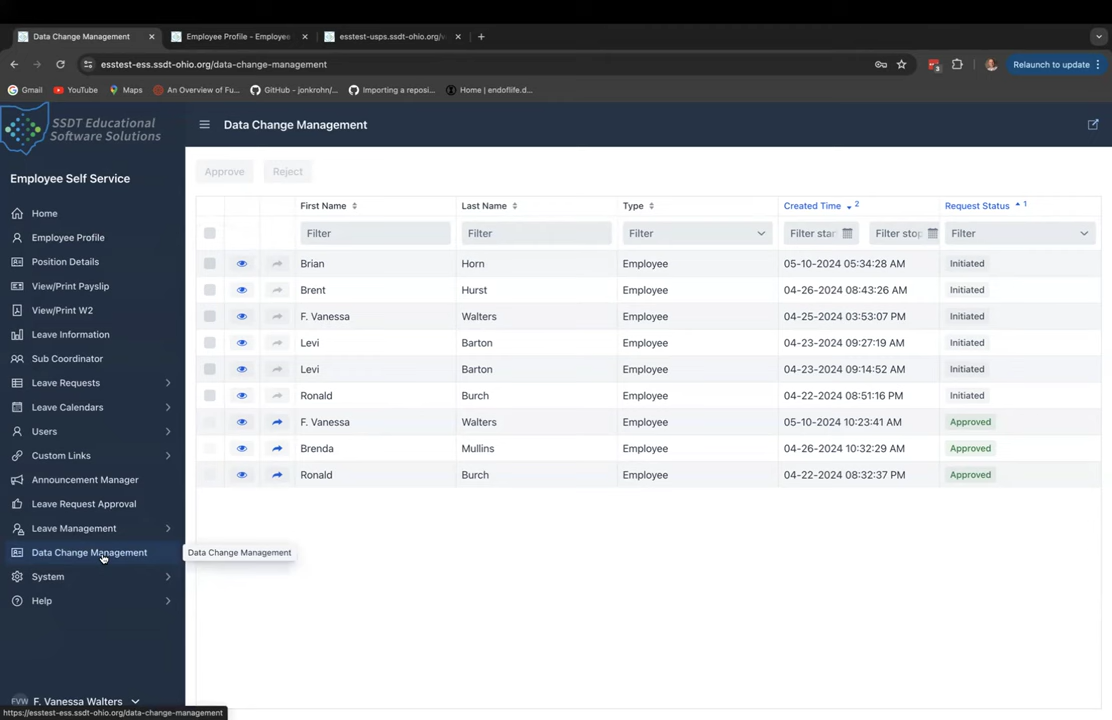 Data Change Management
Employee Profile - Employee
esstest-usps.ssdt-ohio.org/
esstest-ess.ssdt-ohio.org/data-change-management
3
Relaunch to update
Gmail
YouTube
Maps
An Overview of Fu...
GitHub - jonkrohn/...
Importing a reposi...
Home | endoflife.d...
SSDT Educational
Software Solutions
Data Change Management
Employee Self Service
Approve
Reject
First Name
Last Name
Type
Created Time
2
Request Status
1
Filter
Filter
Filter
Filter star
Filter stop
Filter
Brian Horn Employee 05-10-2024 05:34:28 AM Initiated
Brent Hurst Employee 04-26-2024 08:43:26 AM Initiated
F. Vanessa Walters Employee 04-25-2024 03:53:07 PM Initiated
Levi Barton Employee 04-23-2024 09:27:19 AM Initiated
Levi Barton Employee 04-23-2024 09:14:52 AM Initiated
Ronald Burch Employee 04-22-2024 08:51:16 PM Initiated
F. Vanessa Walters Employee 05-10-2024 10:23:41 AM Approved
Brenda Mullins Employee 04-26-2024 10:32:29 AM Approved
Ronald Burch Employee 04-22-2024 08:32:37 PM Approved
Home
Employee Profile
Position Details
View/Print Payslip
View/Print W2
Leave Information
Sub Coordinator
Leave Requests
Leave Calendars
Users
Custom Links
Announcement Manager
Leave Request Approval
Leave Management
Data Change Management
Data Change Management
System
Help
FVW F. Vanessa Walters
https://esstest-ess.ssdt-ohio.org/data-change-management